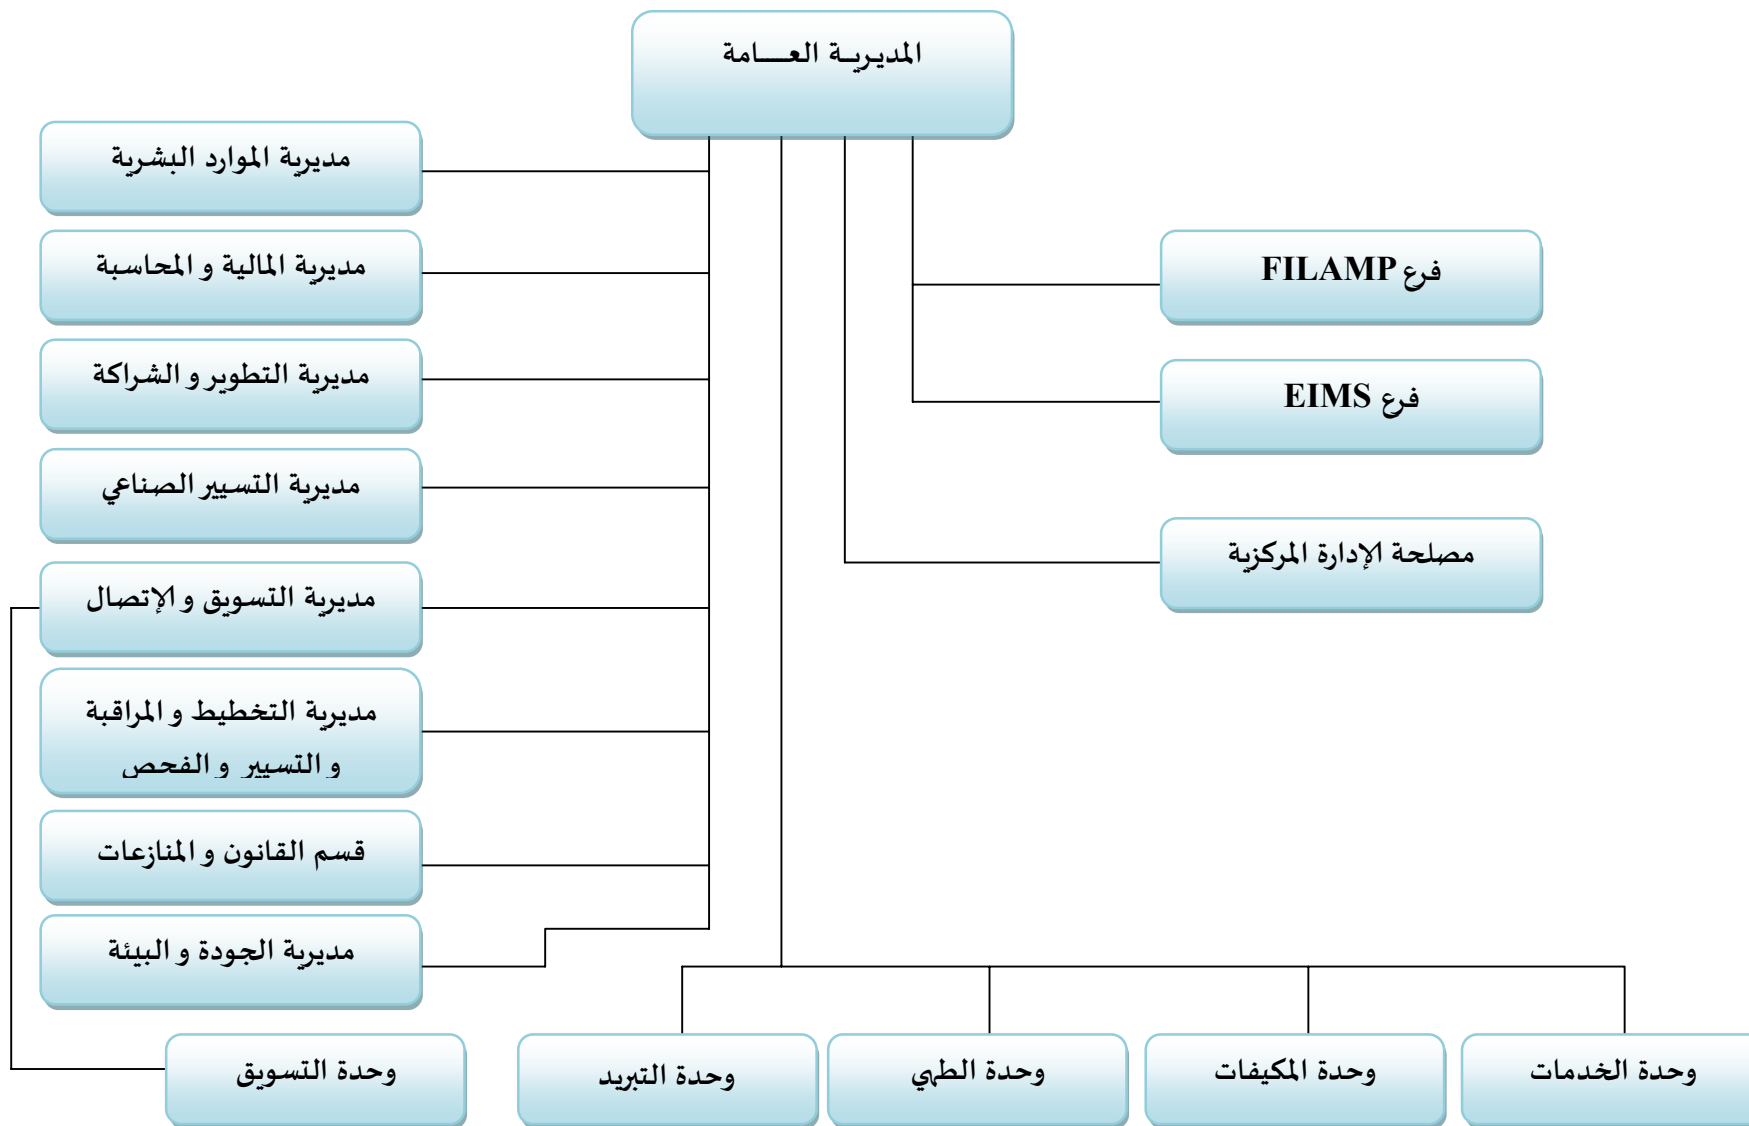 المديريـة العــــامة
مديرية الموارد البشرية
مديرية المالية و المحاسبة
مديرية التطوير و الشراكة
مديرية التسيير الصناعي
مديرية التسويق و الإتصال
مديرية التخطيط و المراقبة
و التسيير و الفحص
قسم القانون و المنازعات
مديرية الجودة و البيئة
فرع FILAMP
فرع EIMS
مصلحة الإدارة المركزية
وحدة الخدمات
وحدة المكيفات
وحدة الطهي
وحدة التبريد
وحدة التسويق